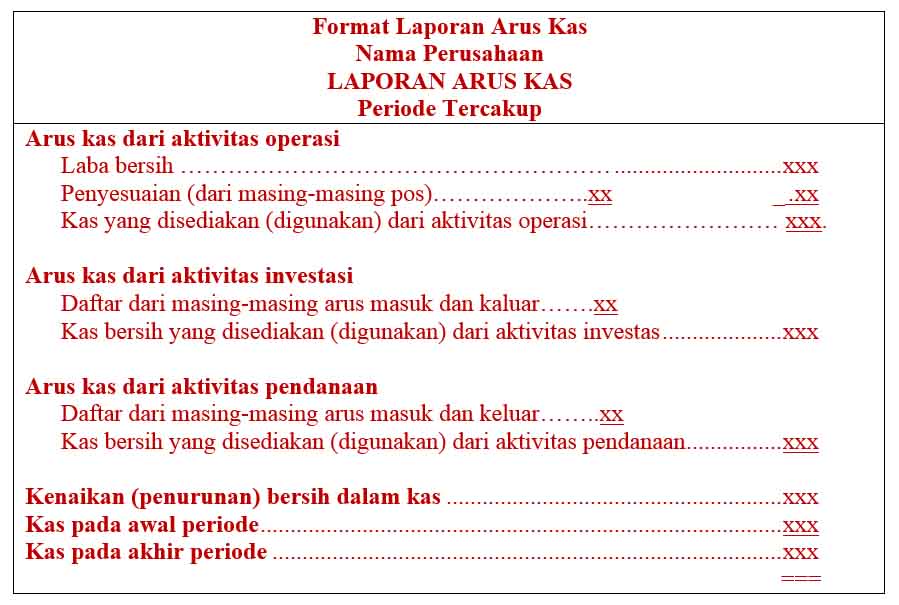 Format Laporan Arus Kas
Nama Perusahaan
LAPORAN ARUS KAS
Periode Tercakup
Arus kas dari aktivitas operasi
Laba bersih ……………………………………………………............................xxx
Penyesuaian (dari masing-masing pos)………………..xx _ .xx
Kas yang disediakan (digunakan) dari aktivitas operasi…………………… xxx.
Arus kas dari aktivitas investasi
Daftar dari masing-masing arus masuk dan kaluar…….xx
Kas bersih yang disediakan (digunakan) dari aktivitas investas....................xxx
Arus kas dari aktivitas pendanaan
Daftar dari masing-masing arus masuk dan keluar……..xx
Kas bersih yang disediakan (digunakan) dari aktivitas pendanaan................xxx
Kenaikan (penurunan) bersih dalam kas ........................................................xxx
Kas pada awal periode.......................................................................................xxx
Kas pada akhir periode .....................................................................................xxx
===